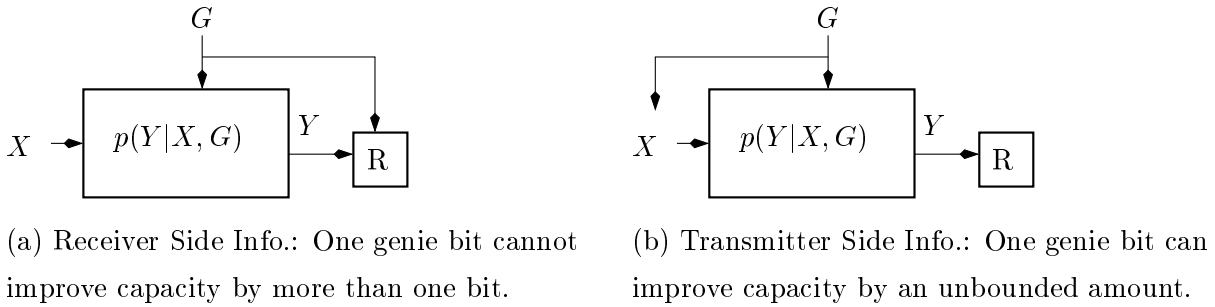 G
G
X
p(Y|X, G)
Y
R
X
p(Y|X, G)
Y
R
(a) Receiver Side Info.: One genie bit cannot
improve capacity by more than one bit.
(b) Transmitter Side Info.: One genie bit can
improve capacity by an unbounded amount.